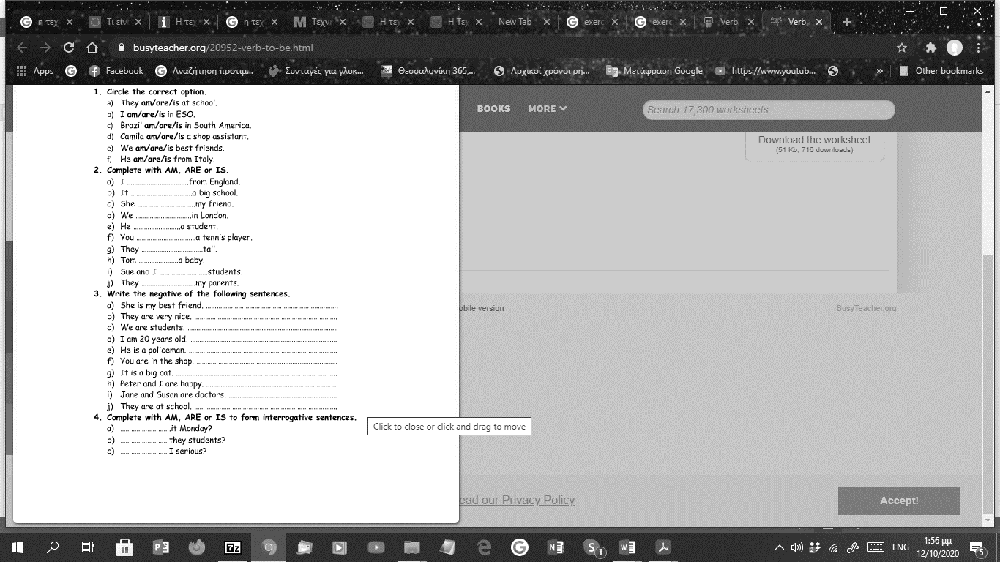 η τεχ
Τι είν
Η τεχ
η τεχ
Τεχν
Η τεχ
Η Τεχ
New Tab
exerc
exerc
Verb
Verb
busyteacher.org/20952-verb-to-be.html
Apps
Facebook
Αναζήτηση προτιμ...
Συνταγές για γλυκ...
Θεσσαλονίκη 365,...
Αρχικοί χρόνοι ρη...
Μετάφραση Google
https://www.youtub...
Other bookmarks
BOOKS MORE
Search 17,300 worksheets
Download the worksheet
(51 Kb, 716 downloads)
1. Circle the correct option.
a) They am/are/is at school.
b) I am/are/is in ESO.
c) Brazil am/are/is in South America.
d) Camila am/are/is a shop assistant.
e) We am/are/is best friends.
f) He am/are/is from Italy.
2. Complete with AM, ARE or IS.
a) I ..............................from England.
b) It ..............................a big school.
c) She ............................my friend.
d) We ............................in London.
e) He .......................a student.
f) You .............................a tennis player.
g) They ..............................tall.
h) Tom ....................a baby.
i) Sue and I ........................students.
j) They ...........................my parents.
3. Write the negative of the following sentences.
a) She is my best friend. ..............................................................
b) They are very nice. ..................................................................
c) We are students. .....................................................................
d) I am 20 years old. ....................................................................
e) He is a policeman. ....................................................................
f) You are in the shop. .................................................................
g) It is a big cat. .........................................................................
h) Peter and I are happy. .............................................................
i) Jane and Susan are doctors. ..................................................
j) They are at school. ..................................................................
4. Complete with AM, ARE or IS to form interrogative sentences.
a) .........................it Monday?
b) ........................they students?
c) ........................I serious?
Click to close or click and drag to move
obile version
BusyTeacher.org
ead our Privacy Policy
Accept!
ENG
1:56 μμ
12/10/2020
1
5